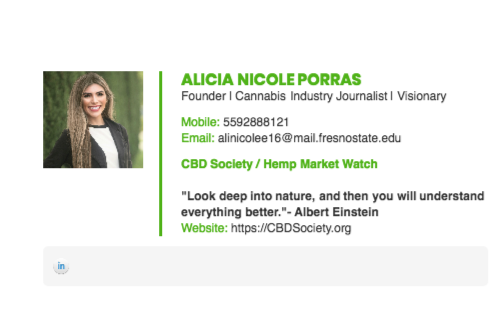 ALICIA NICOLE PORRAS
Founder | Cannabis Industry Journalist | Visionary
Mobile: 5592888121
Email: alinicolee16@mail.fresnostate.edu
CBD Society / Hemp Market Watch
"Look deep into nature, and then you will understand
everything better."- Albert Einstein
Website: https://CBDSociety.org
in